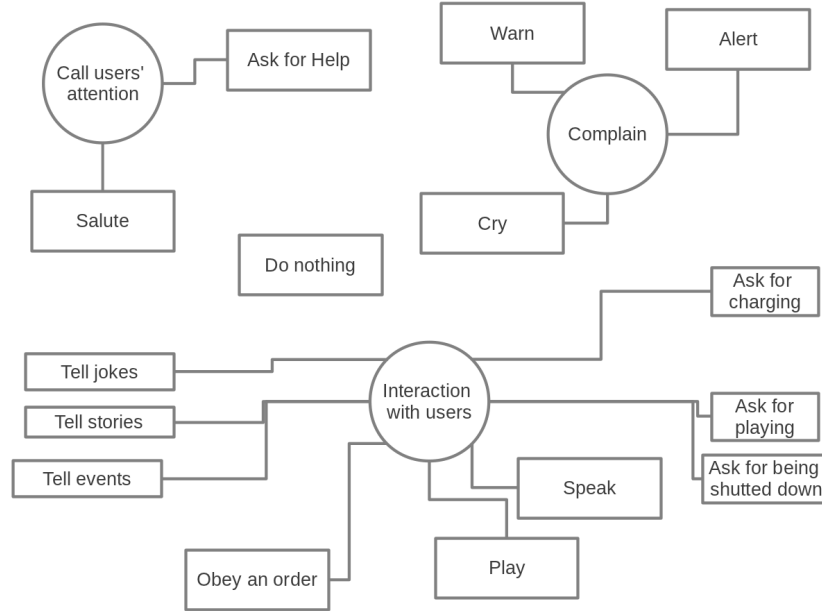 Call users'
attention
Ask for Help
Salute
Warn
Alert
Complain
Cry
Do nothing
Ask for
charging
Tell jokes
Tell stories
Tell events
Interaction
with users
Ask for
playing
Ask for being
shutted down
Speak
Play
Obey an order